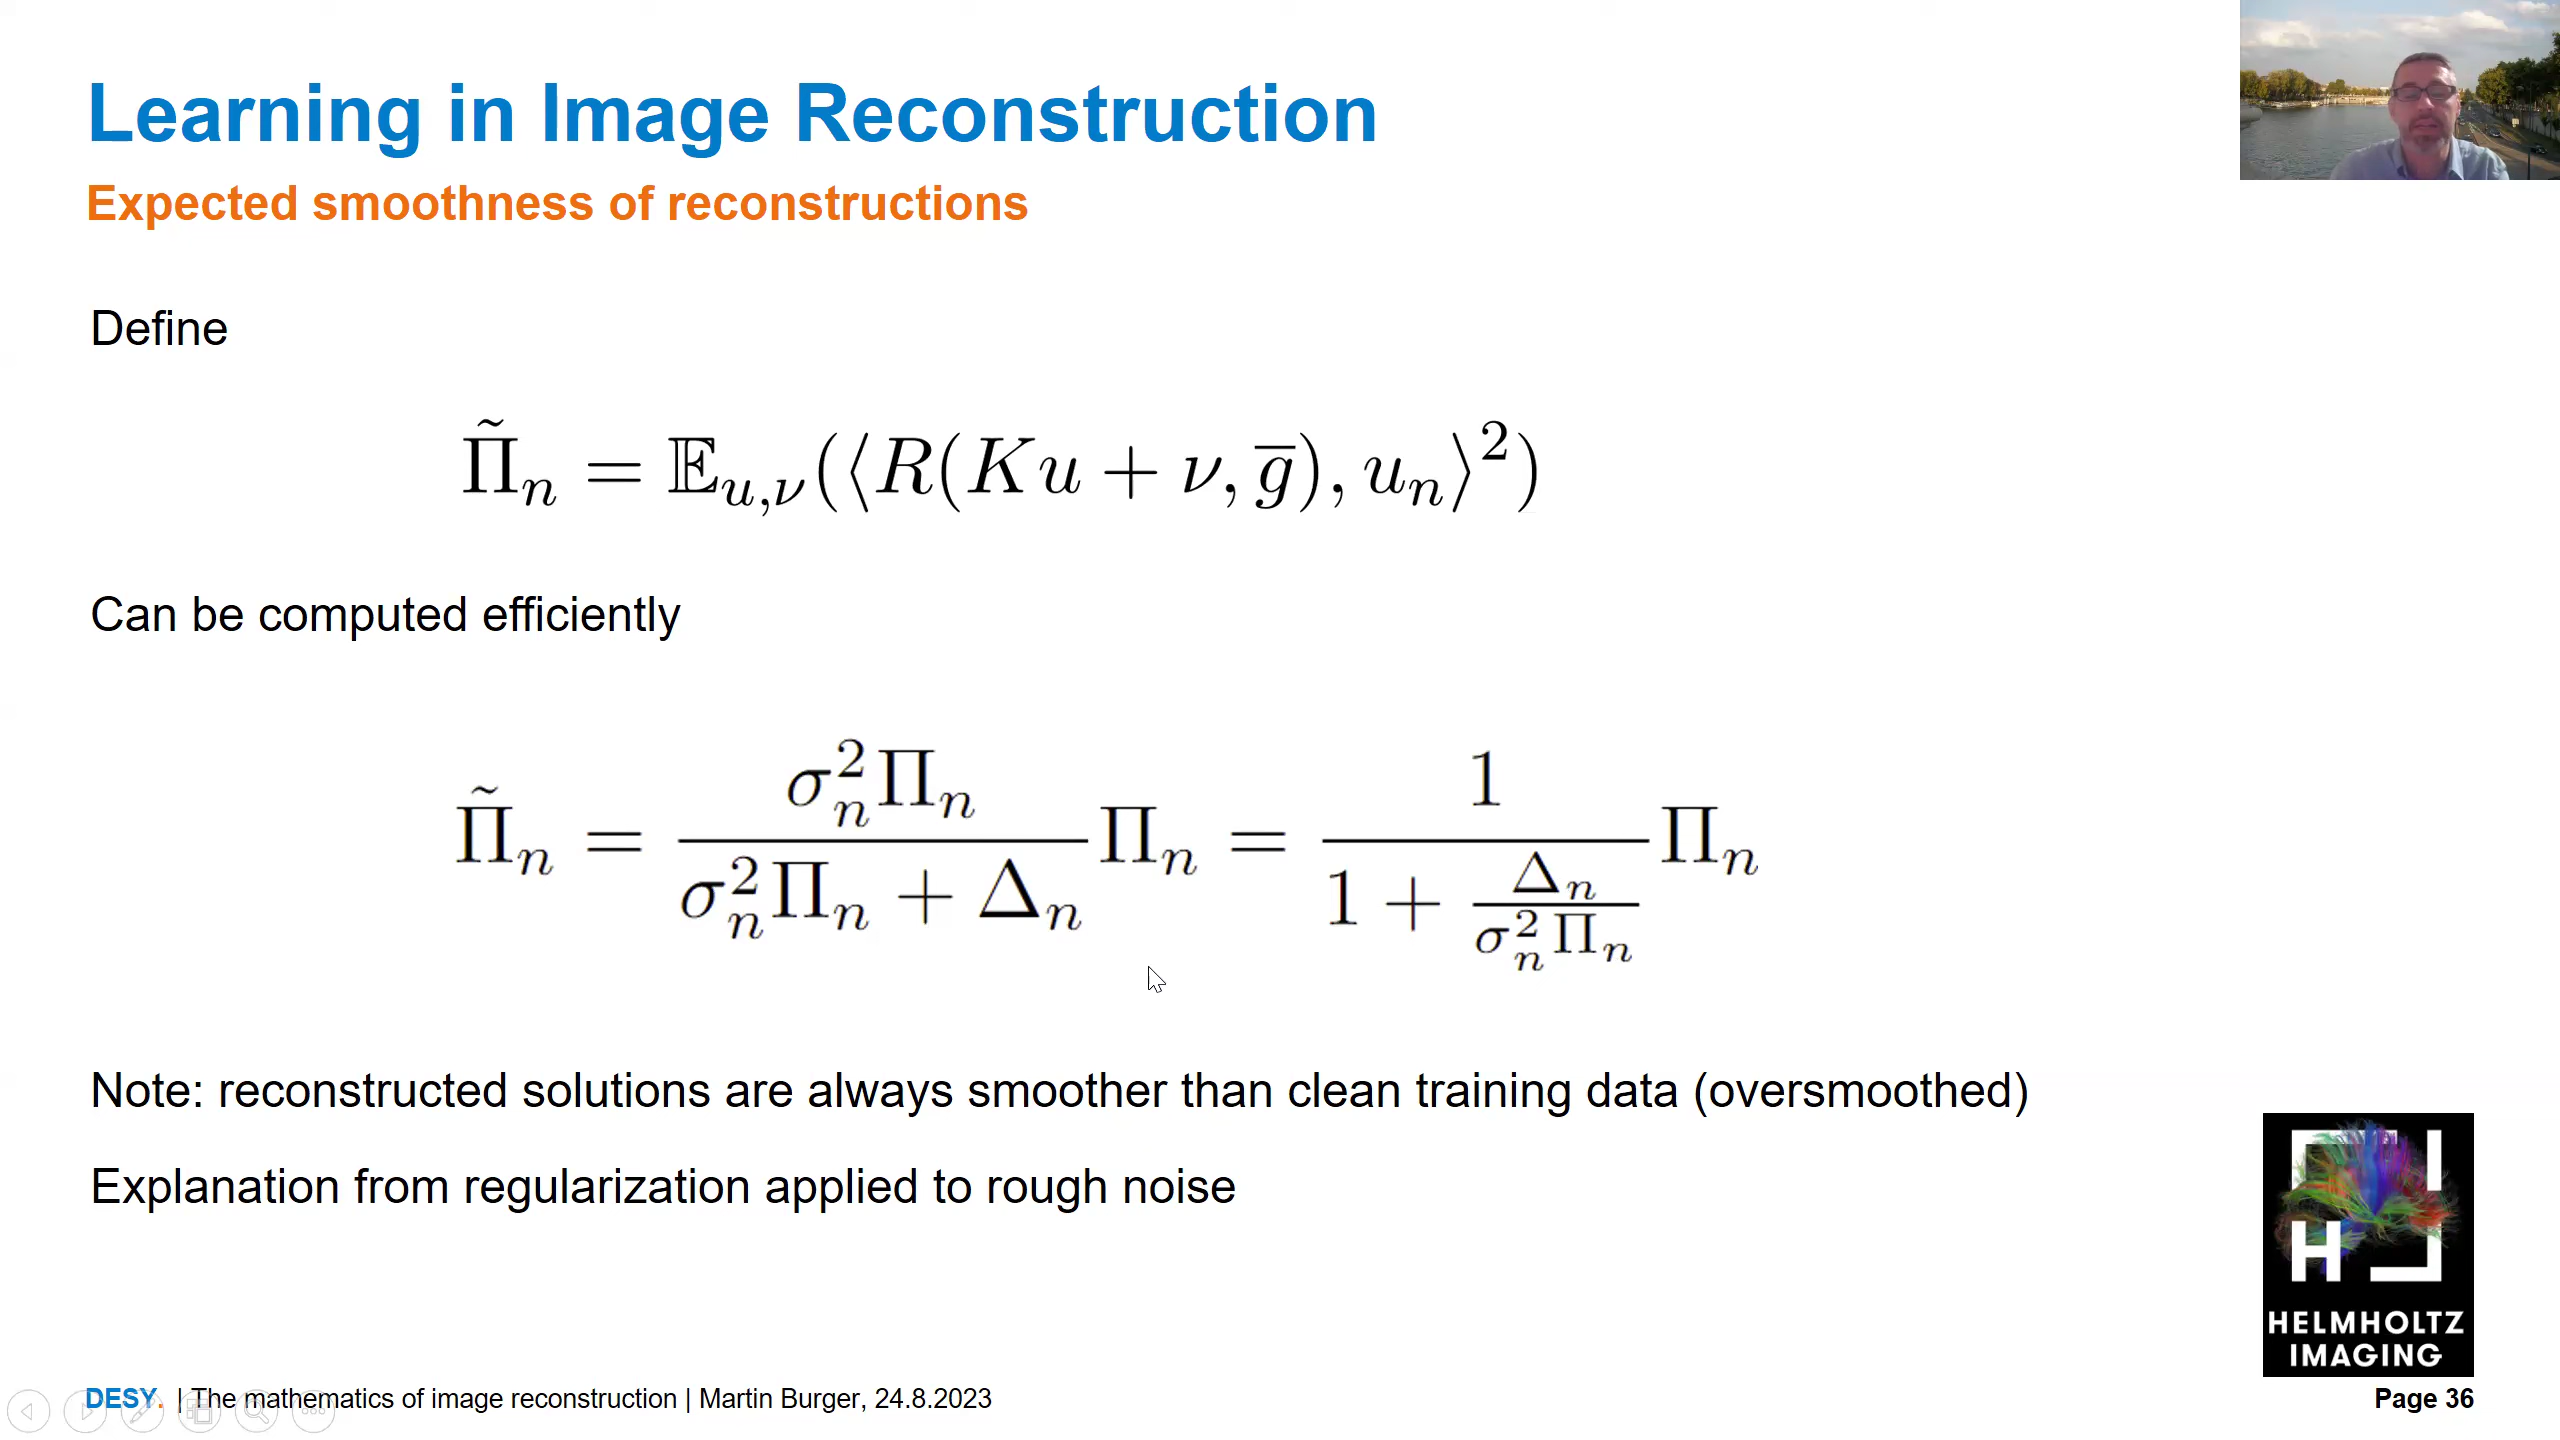 Learning in Image Reconstruction
Expected smoothness of reconstructions
Define
Π̃ₙ = 𝔼_{u,ν}(⟨R(Ku + ν, g̅), uₙ⟩²)
Can be computed efficiently
Π̃ₙ = \frac{σₙ²Πₙ}{σₙ²Πₙ + Δₙ} Πₙ = \frac{1}{1 + \frac{Δₙ}{σₙ²Πₙ}} Πₙ
Note: reconstructed solutions are always smoother than clean training data (oversmoothed)
Explanation from regularization applied to rough noise
H
HELMHOLTZ
IMAGING
DESY. | The mathematics of image reconstruction | Martin Burger, 24.8.2023
Page 36